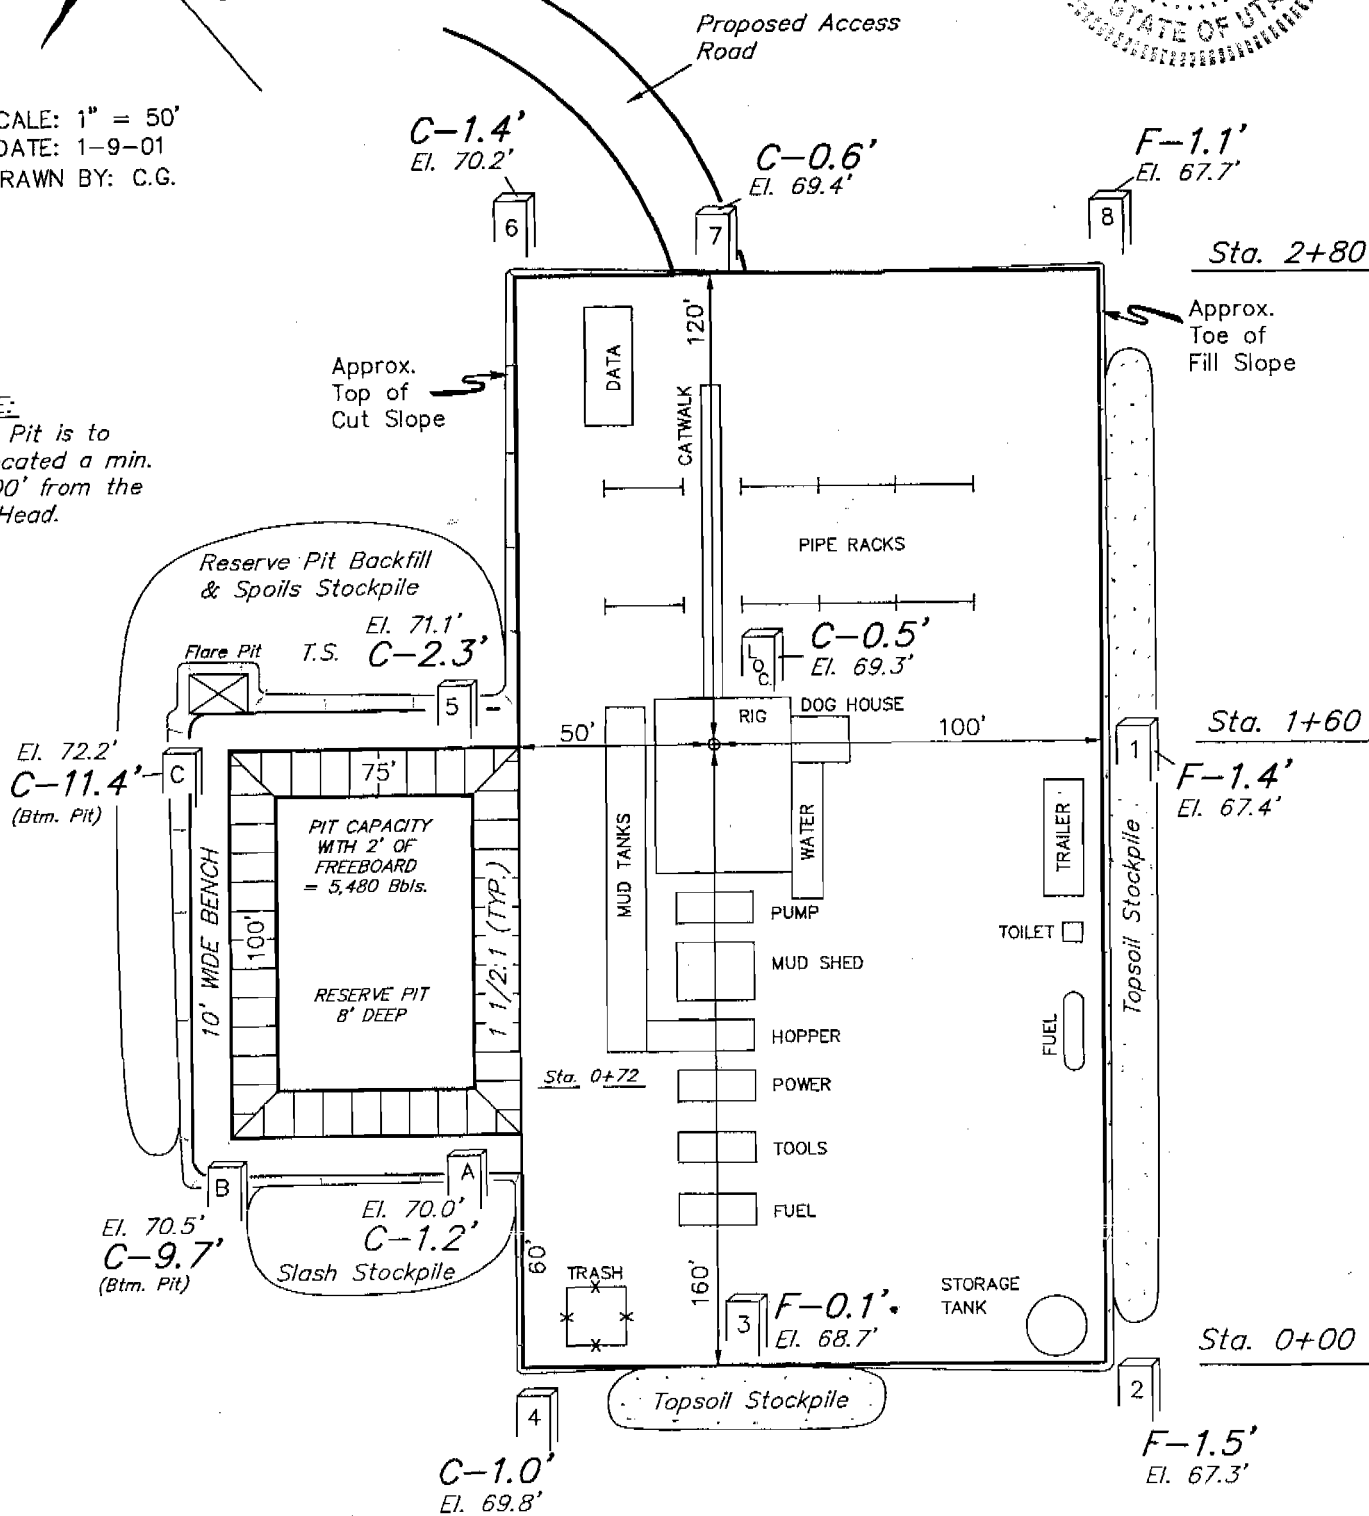 Proposed Access
Road
STATE OF UTA
CALE: 1" = 50'
DATE: 1-9-01
RAWN BY: C.G.
C-1.4'
El. 70.2'
C-0.6'
El. 69.4'
F-1.1'
El. 67.7'
6
7
8
Sta. 2+80
Approx.
Toe of
Fill Slope
120'
DATA
Approx.
Top of
Cut Slope
CATWALK
E:
Pit is to
cated a min.
00' from the
Head.
PIPE RACKS
Reserve Pit Backfill
& Spoils Stockpile
El. 71.1'
C-2.3'
T.S.
Flare Pit
5
LOC.
C-0.5'
El. 69.3'
RIG
DOG HOUSE
50'
100'
Sta. 1+60
1
F-1.4'
El. 67.4'
El. 72.2'
C-11.4'
(Btm. Pit)
C
75'
PIT CAPACITY
WITH 2' OF
FREEBOARD
= 5,480 Bbls.
MUD TANKS
WATER
TRAILER
Topsoil Stockpile
10' WIDE BENCH
100'
1 1/2:1 (TYP.)
RESERVE PIT
8' DEEP
PUMP
TOILET
MUD SHED
HOPPER
FUEL
Sta. 0+72
POWER
TOOLS
FUEL
B
A
El. 70.0'
C-1.2'
El. 70.5'
C-9.7'
(Btm. Pit)
Slash Stockpile
60'
TRASH
160'
3
F-0.1'
El. 68.7'
STORAGE
TANK
Sta. 0+00
Topsoil Stockpile
4
2
C-1.0'
El. 69.8'
F-1.5'
El. 67.3'